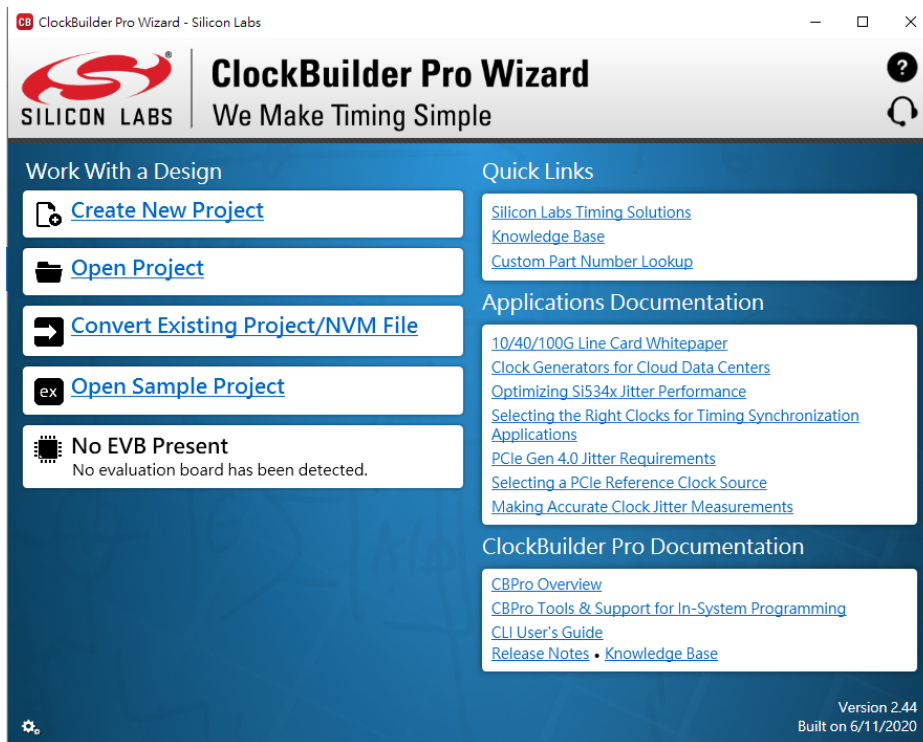 CB ClockBuilder Pro Wizard - Silicon Labs
SILICON LABS
ClockBuilder Pro Wizard
We Make Timing Simple
?
Work With a Design
Create New Project
Open Project
Convert Existing Project/NVM File
ex Open Sample Project
No EVB Present
No evaluation board has been detected.
Quick Links
Silicon Labs Timing Solutions
Knowledge Base
Custom Part Number Lookup
Applications Documentation
10/40/100G Line Card Whitepaper
Clock Generators for Cloud Data Centers
Optimizing Si534x Jitter Performance
Selecting the Right Clocks for Timing Synchronization
Applications
PCIe Gen 4.0 Jitter Requirements
Selecting a PCIe Reference Clock Source
Making Accurate Clock Jitter Measurements
ClockBuilder Pro Documentation
CBPro Overview
CBPro Tools & Support for In-System Programming
CLI User's Guide
Release Notes • Knowledge Base
Version 2.44
Built on 6/11/2020